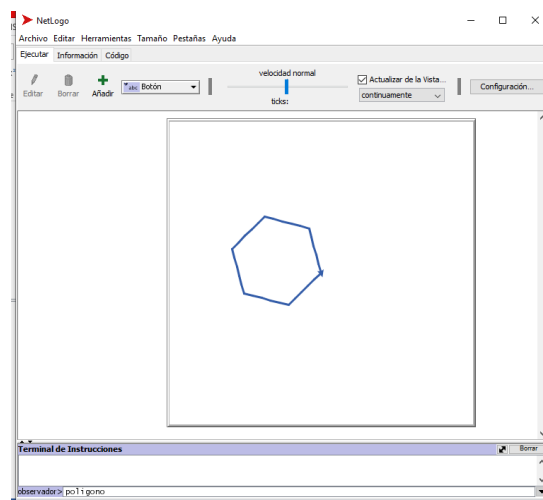 NetLogo
Archivo Editar Herramientas Tamaño Pestañas Ayuda
Ejecutar Información Código
Editar Borrar Añadir abc Botón velocidad normal ticks: Actualizar de la Vista... continuamente Configuración...
Terminal de Instrucciones Borrar
observador> poligono